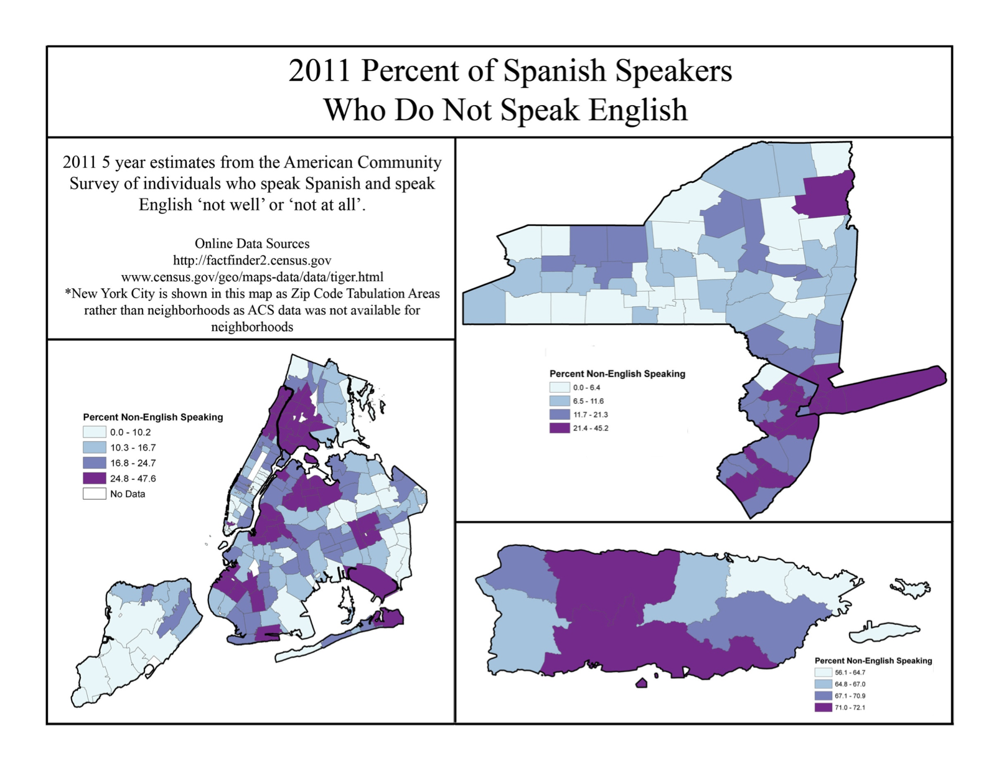 2011 Percent of Spanish Speakers
Who Do Not Speak English
2011 5 year estimates from the American Community
Survey of individuals who speak Spanish and speak
English ‘not well’ or ‘not at all’.
Online Data Sources
http://factfinder2.census.gov
www.census.gov/geo/maps-data/data/tiger.html
*New York City is shown in this map as Zip Code Tabulation Areas
rather than neighborhoods as ACS data was not available for
neighborhoods
Percent Non-English Speaking
0.0 - 6.4
6.5 - 11.6
11.7 - 21.3
21.4 - 45.2
Percent Non-English Speaking
0.0 - 10.2
10.3 - 16.7
16.8 - 24.7
24.8 - 47.6
No Data
Percent Non-English Speaking
56.1 - 64.7
64.8 - 67.0
67.1 - 70.9
71.0 - 72.1